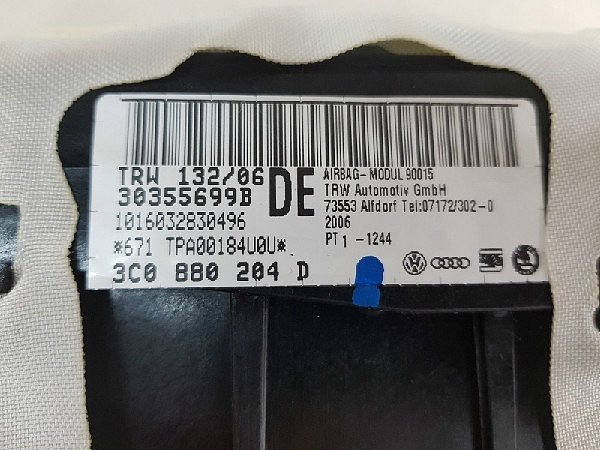 TRW 132/06
30355699B
DE
1016032830496
*671 TPA00184U0U*
3C0 880 204 D
AIRBAG-MODUL 90015
TRW Automotiv GmbH
73553 Alfdorf Tel:07172/302-0
2006
PT1 -1244